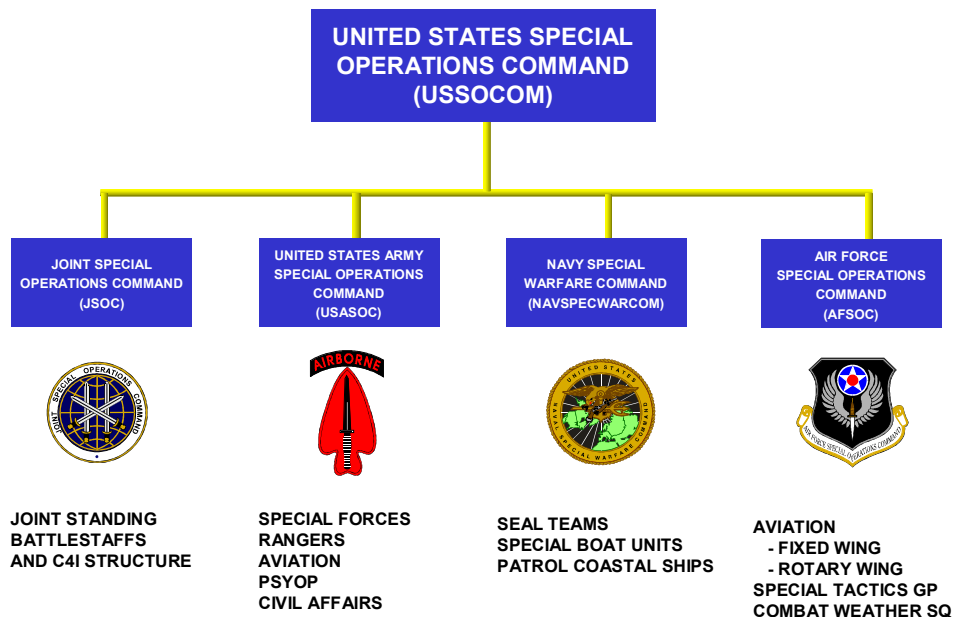 UNITED STATES SPECIAL
OPERATIONS COMMAND
(USSOCOM)
JOINT SPECIAL
OPERATIONS COMMAND
(JSOC)
UNITED STATES ARMY
SPECIAL OPERATIONS
COMMAND
(USASOC)
NAVY SPECIAL
WARFARE COMMAND
(NAVSPECWARCOM)
AIR FORCE
SPECIAL OPERATIONS
COMMAND
(AFSOC)
JOINT SPECIAL OPERATIONS COMMAND
AIRBORNE
UNITED STATES
NAVAL SPECIAL WARFARE COMMAND
AIR FORCE SPECIAL OPERATIONS COMMAND
JOINT STANDING
BATTLESTAFFS
AND C4I STRUCTURE
SPECIAL FORCES
RANGERS
AVIATION
PSYOP
CIVIL AFFAIRS
SEAL TEAMS
SPECIAL BOAT UNITS
PATROL COASTAL SHIPS
AVIATION
- FIXED WING
- ROTARY WING
SPECIAL TACTICS GP
COMBAT WEATHER SQ